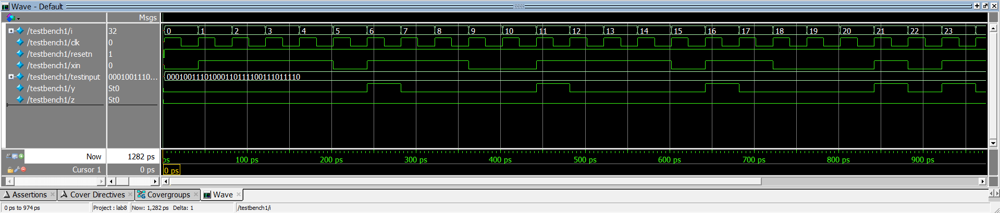 Wave - Default
Msgs
/testbench1/i 32 0 1 2 3 4 5 6 7 8 9 10 11 12 13 14 15 16 17 18 19 20 21 22 23
/testbench1/clk 0
/testbench1/resetn 1
/testbench1/xin 0
/testbench1/testinput 0001001110... 00010011101000110111100111011110
/testbench1/y St0
/testbench1/z St0
Now 1282 ps ps 100 ps 200 ps 300 ps 400 ps 500 ps 600 ps 700 ps 800 ps 900 ps
Cursor 1 0 ps 0 ps
Assertions Cover Directives Covergroups Wave
0 ps to 974 ps Project : lab8 Now: 1,282 ps Delta: 1 /testbench1/i